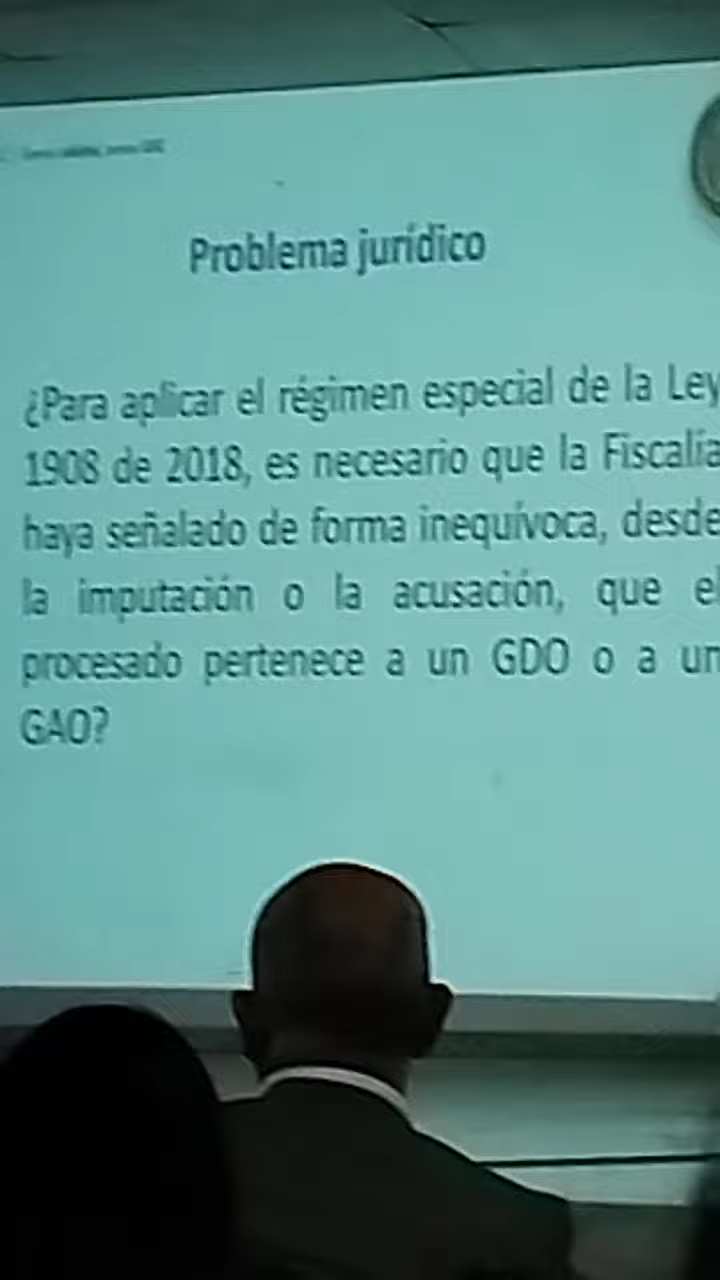 Problema jurídico
¿Para aplicar el régimen especial de la Ley
1908 de 2018, es necesario que la Fiscalía
haya señalado de forma inequívoca, desde
la imputación o la acusación, que el
procesado pertenece a un GDO o a un
GAO?